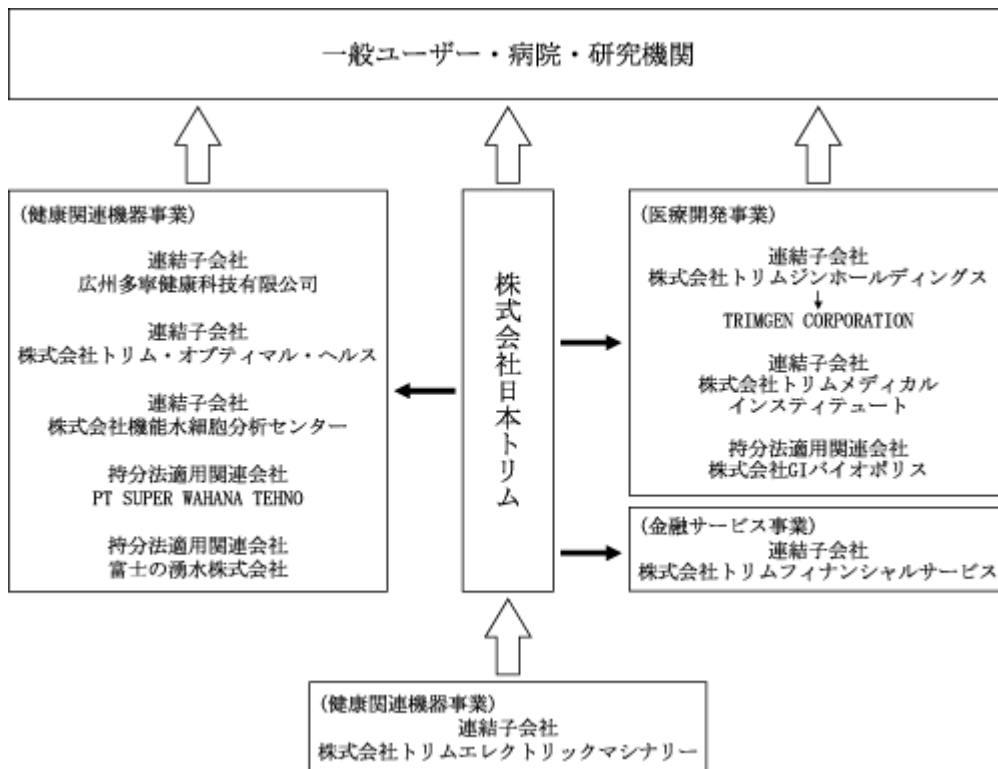 一般ユーザー・病院・研究機関
(健康関連機器事業)
連結子会社
広州多寧健康科技有限公司
連結子会社
株式会社トリム・オプティマル・ヘルス
連結子会社
株式会社機能水細胞分析センター
持分法適用関連会社
PT SUPER WAHANA TEHNO
持分法適用関連会社
富士の湧水株式会社
株式会社日本トリム
(医療開発事業)
連結子会社
株式会社トリムジンホールディングス
TRIMGEN CORPORATION
連結子会社
株式会社トリムメディカル
インスティテュート
持分法適用関連会社
株式会社GIバイオポリス
(金融サービス事業)
連結子会社
株式会社トリムフィナンシャルサービス
(健康関連機器事業)
連結子会社
株式会社トリムエレクトリックマシナリー